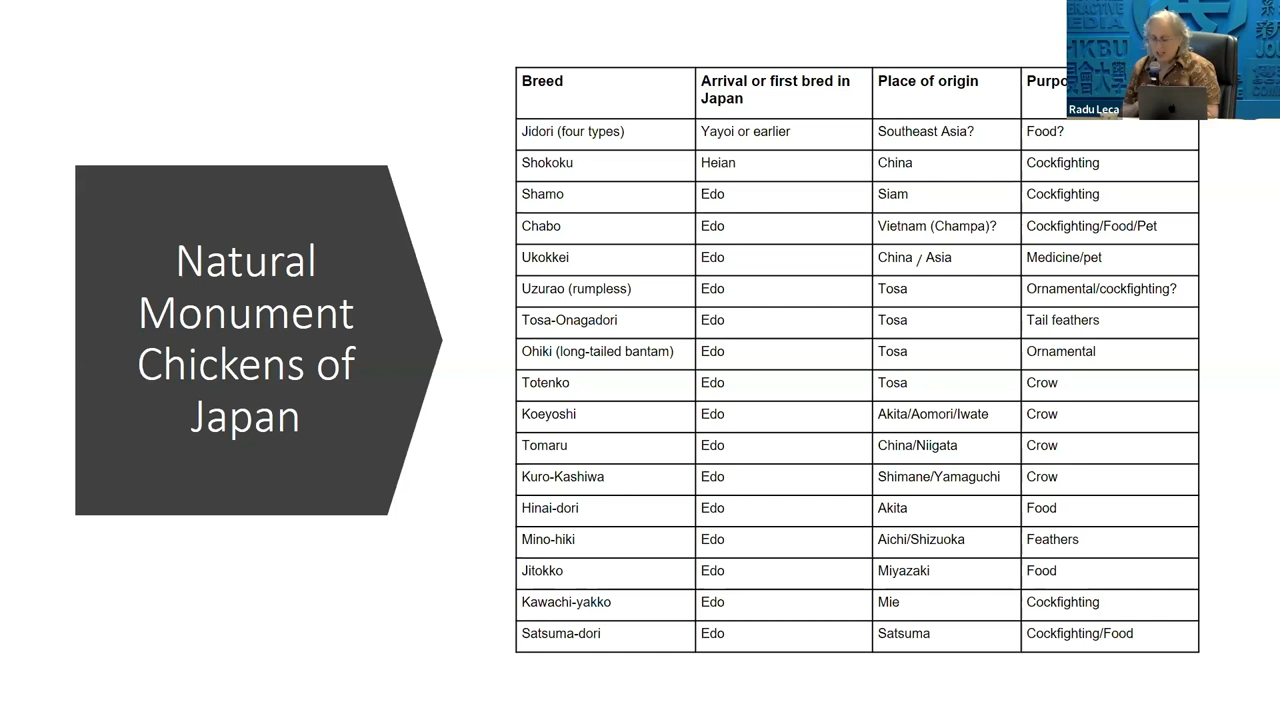 Natural
Monument
Chickens of
Japan
Breed Arrival or first bred in Japan Place of origin
Jidori (four types) Yayoi or earlier Southeast Asia? Food?
Shokoku Heian China Cockfighting
Shamo Edo Siam Cockfighting
Chabo Edo Vietnam (Champa)? Cockfighting/Food/Pet
Ukokkei Edo China / Asia Medicine/pet
Uzurao (rumpless) Edo Tosa Ornamental/cockfighting?
Tosa-Onagadori Edo Tosa Tail feathers
Ohiki (long-tailed bantam) Edo Tosa Ornamental
Totenko Edo Tosa Crow
Koeyoshi Edo Akita/Aomori/Iwate Crow
Tomaru Edo China/Niigata Crow
Kuro-Kashiwa Edo Shimane/Yamaguchi Crow
Hinai-dori Edo Akita Food
Mino-hiki Edo Aichi/Shizuoka Feathers
Jitokko Edo Miyazaki Food
Kawachi-yakko Edo Mie Cockfighting
Satsuma-dori Edo Satsuma Cockfighting/Food
MEDIA
HKBU
Radu Leca